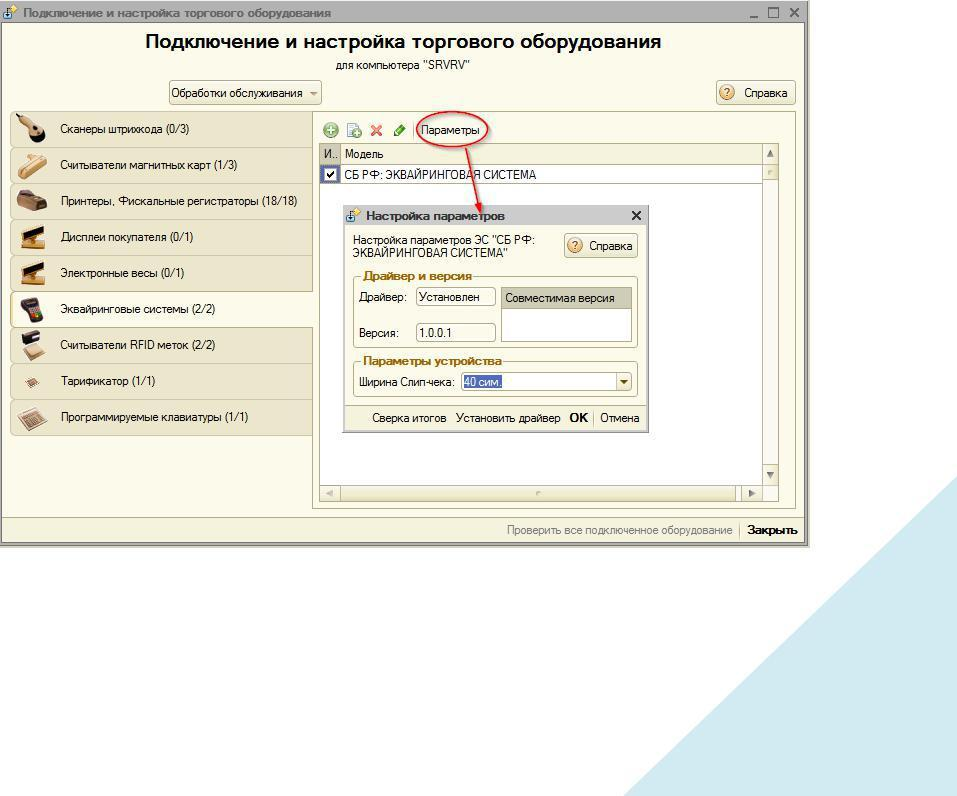 Подключение и настройка торгового оборудования
Подключение и настройка торгового оборудования
для компьютера "SRVRV"
Обработки обслуживания
Справка
Сканеры штрихкода (0/3)
Считыватели магнитных карт (1/3)
Принтеры, Фискальные регистраторы (18/18)
Дисплеи покупателя (0/1)
Электронные весы (0/1)
Эквайринговые системы (2/2)
Считыватели RFID меток (2/2)
Тарификатор (1/1)
Программируемые клавиатуры (1/1)
Параметры
И.. Модель
СБ РФ: ЭКВАЙРИНГОВАЯ СИСТЕМА
Настройка параметров
Настройка параметров ЭС "СБ РФ:
ЭКВАЙРИНГОВАЯ СИСТЕМА"
Справка
Драйвер и версия
Драйвер: Установлен
Совместимая версия
Версия: 1.0.0.1
Параметры устройства
Ширина Слип-чека: 40 сим.
Сверка итогов Установить драйвер OK Отмена
Проверить все подключенное оборудование Закрыть